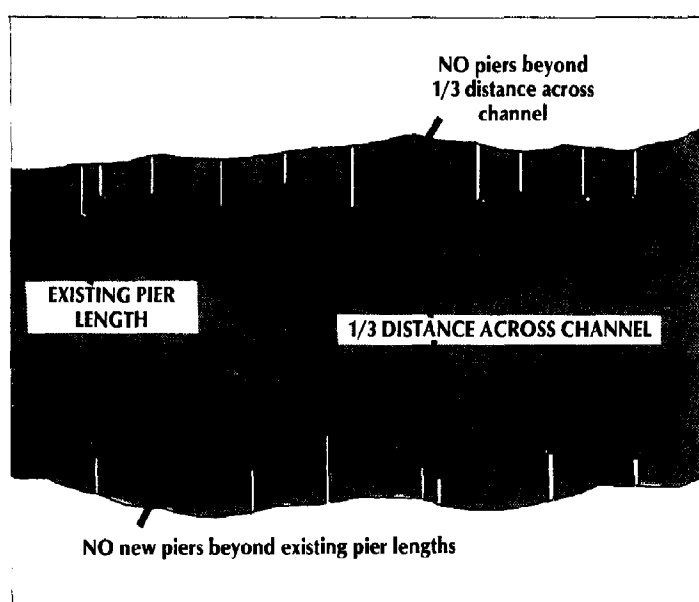 NO piers beyond
1/3 distance across
channel
EXISTING PIER
LENGTH
1/3 DISTANCE ACROSS CHANNEL
NO new piers beyond existing pier lengths